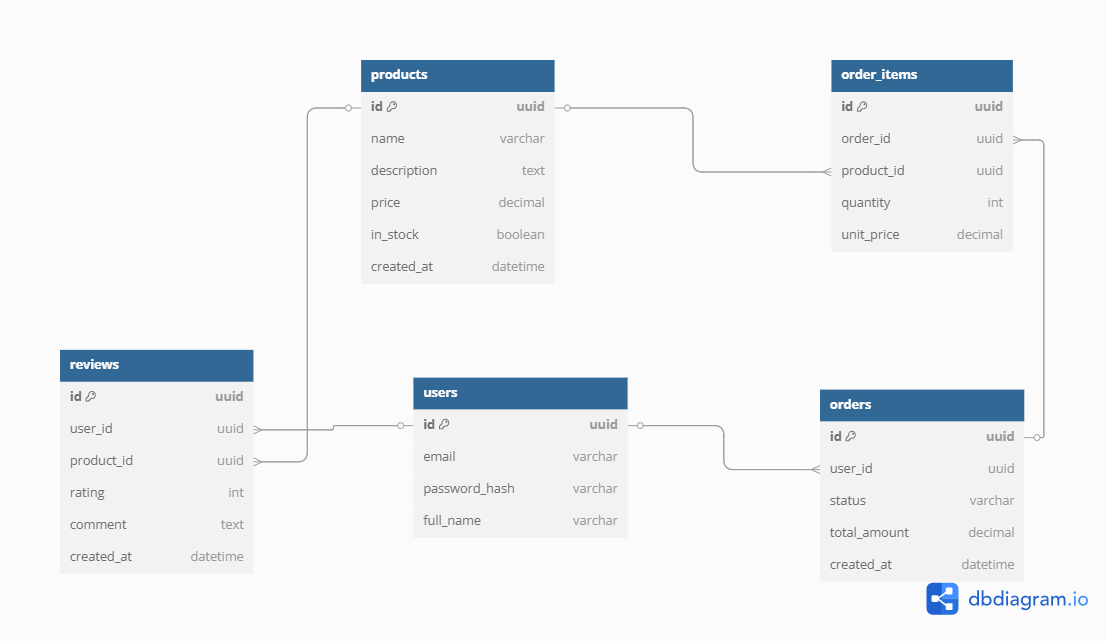 products
id uuid
name varchar
description text
price decimal
in_stock boolean
created_at datetime
order_items
id uuid
order_id uuid
product_id uuid
quantity int
unit_price decimal
reviews
id uuid
user_id uuid
product_id uuid
rating int
comment text
created_at datetime
users
id uuid
email varchar
password_hash varchar
full_name varchar
orders
id uuid
user_id uuid
status varchar
total_amount decimal
created_at datetime
dbdiagram.io